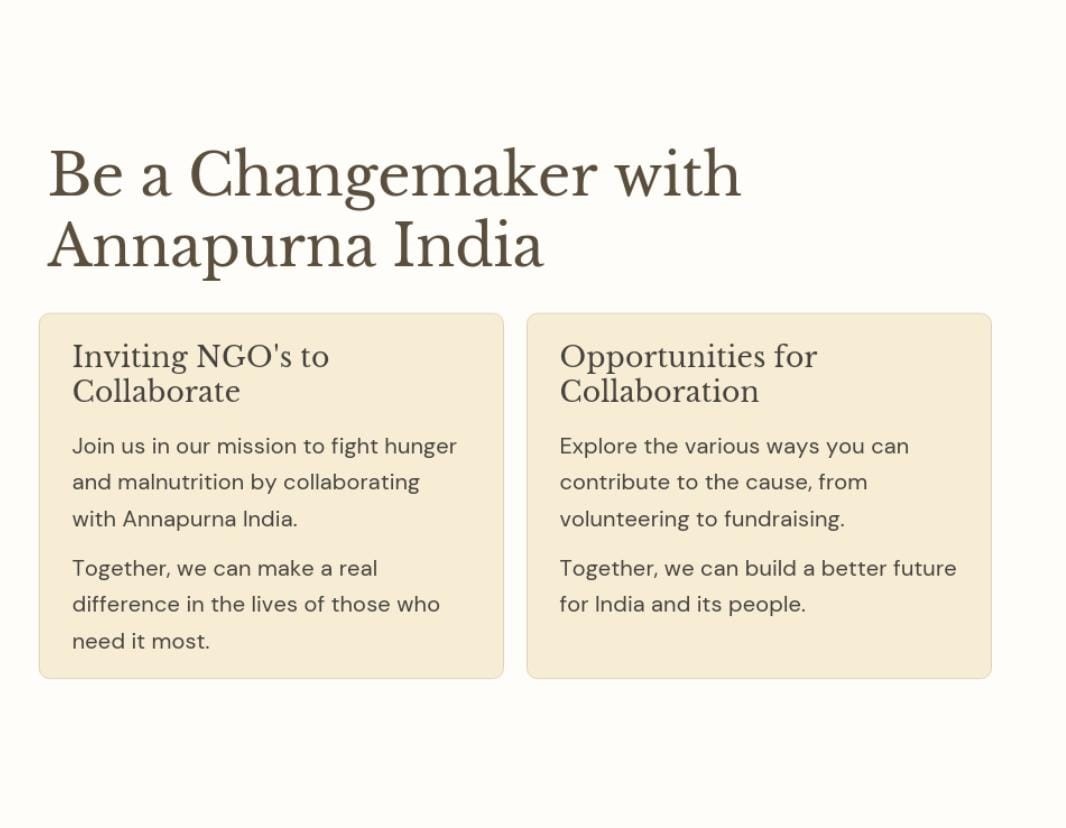 Be a Changemaker with
Annapurna India
Inviting NGO's to
Collaborate
Join us in our mission to fight hunger
and malnutrition by collaborating
with Annapurna India.
Together, we can make a real
difference in the lives of those who
need it most.
Opportunities for
Collaboration
Explore the various ways you can
contribute to the cause, from
volunteering to fundraising.
Together, we can build a better future
for India and its people.